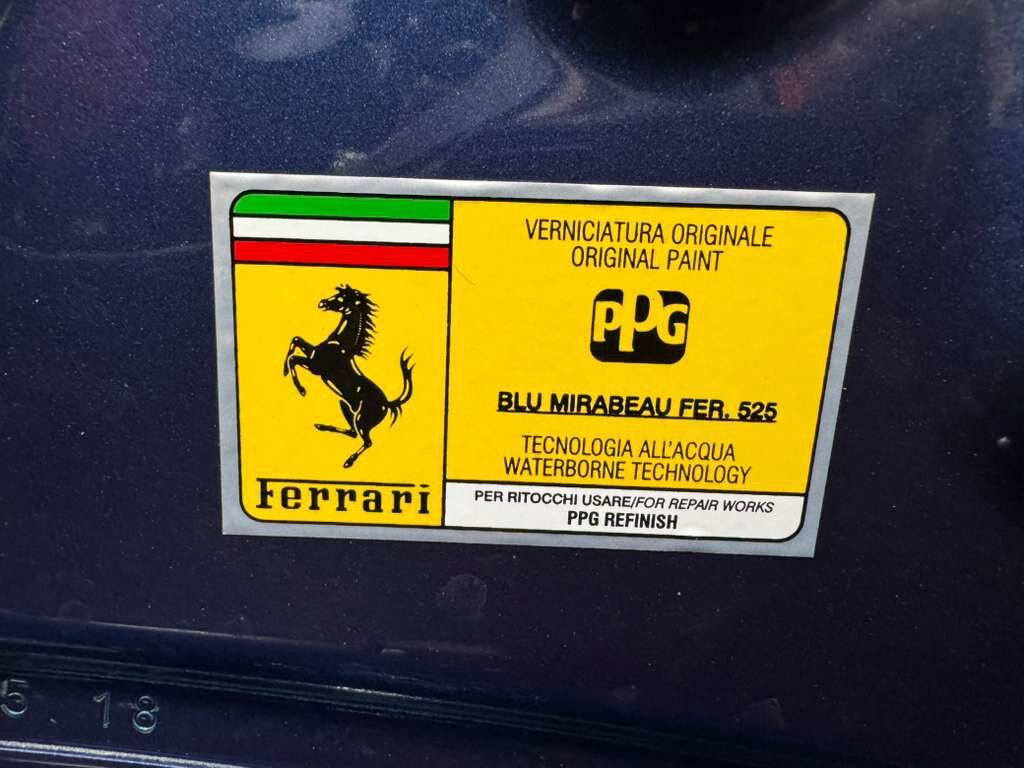 VERNICIATURA ORIGINALE
ORIGINAL PAINT
PPG
BLU MIRABEAU FER. 525
TECNOLOGIA ALL'ACQUA
WATERBORNE TECHNOLOGY
Ferrari
PER RITOCCHI USARE/FOR REPAIR WORKS
PPG REFINISH
5.18